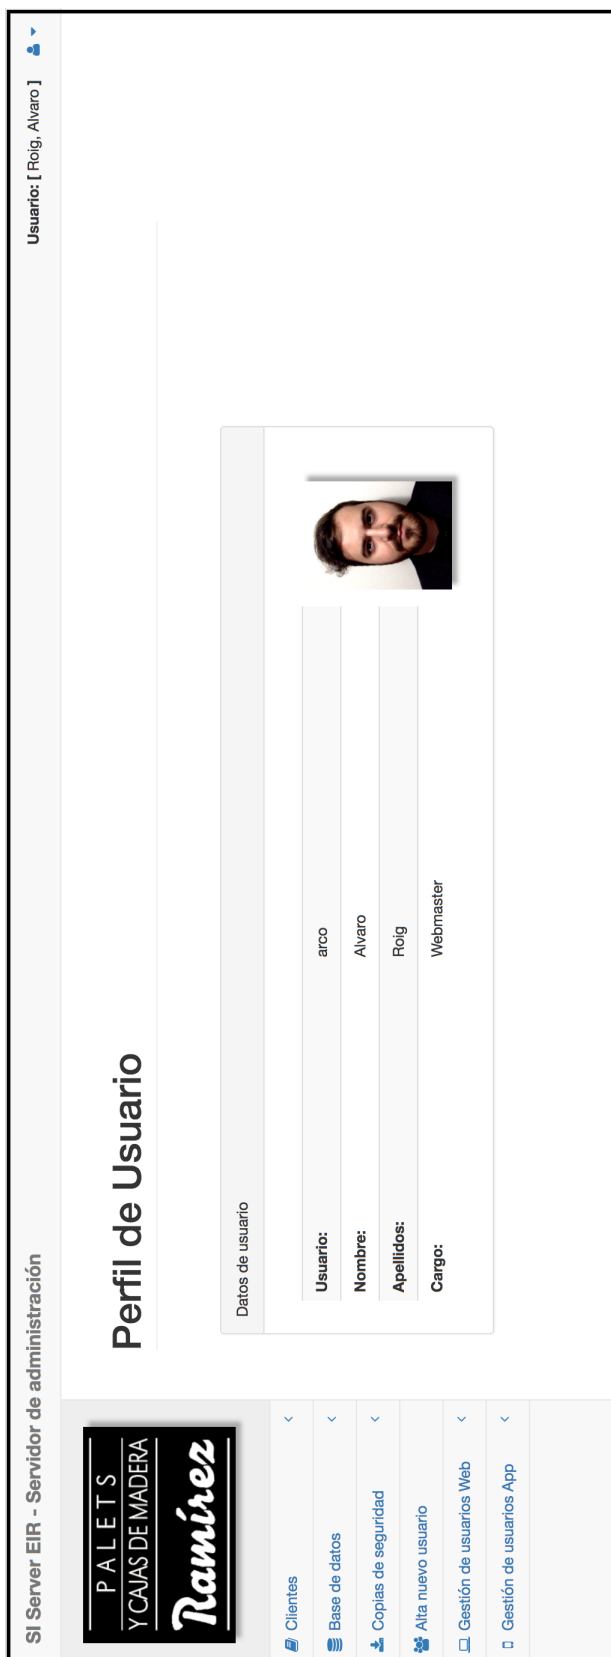 SI Server EIR - Servidor de administración
Usuario: [ Roig, Alvaro ]
PALETS
Y CAJAS DE MADERA
Ramírez
Clientes
Base de datos
Copias de seguridad
Alta nuevo usuario
Gestión de usuarios Web
Gestión de usuarios App
Perfil de Usuario
Datos de usuario
Usuario: arco
Nombre: Alvaro
Apellidos: Roig
Cargo: Webmaster